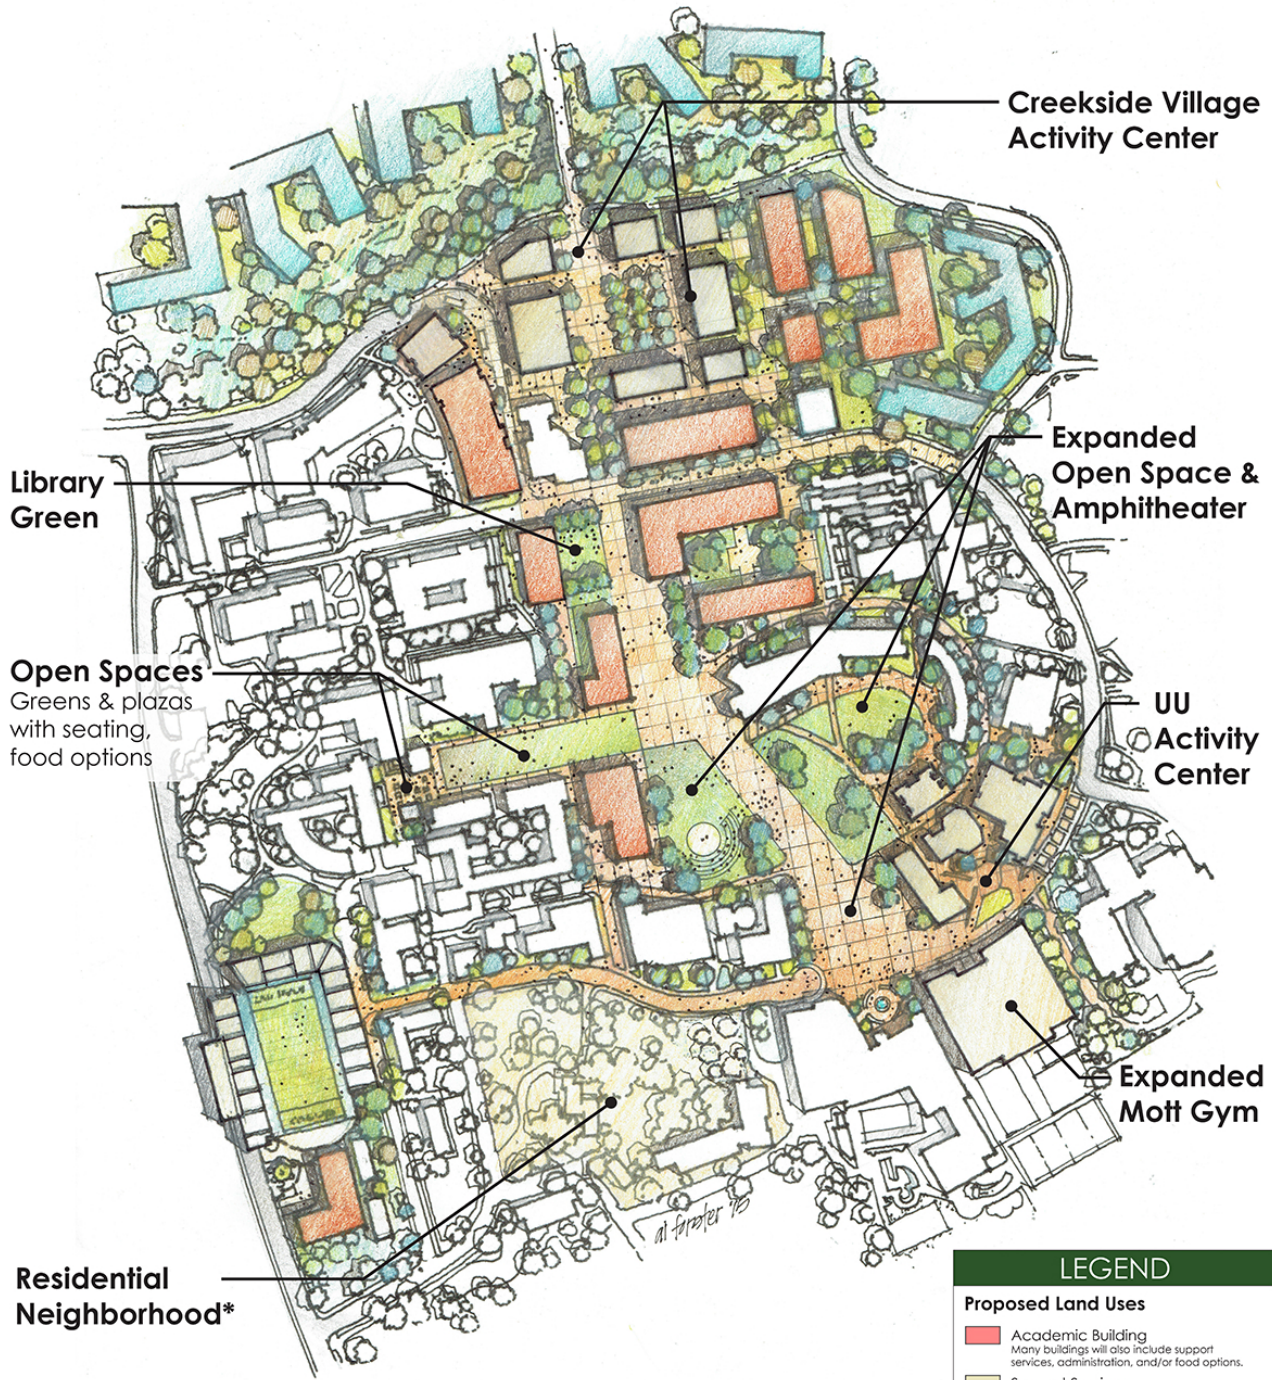 Creekside Village
Activity Center
Expanded
Open Space &
Amphitheater
Library
Green
Open Spaces
Greens & plazas
with seating,
food options
UU
Activity
Center
Expanded
Mott Gym
Residential
Neighborhood*
LEGEND
Proposed Land Uses
Academic Building
Many buildings will also include support
services, administration, and/or food options.